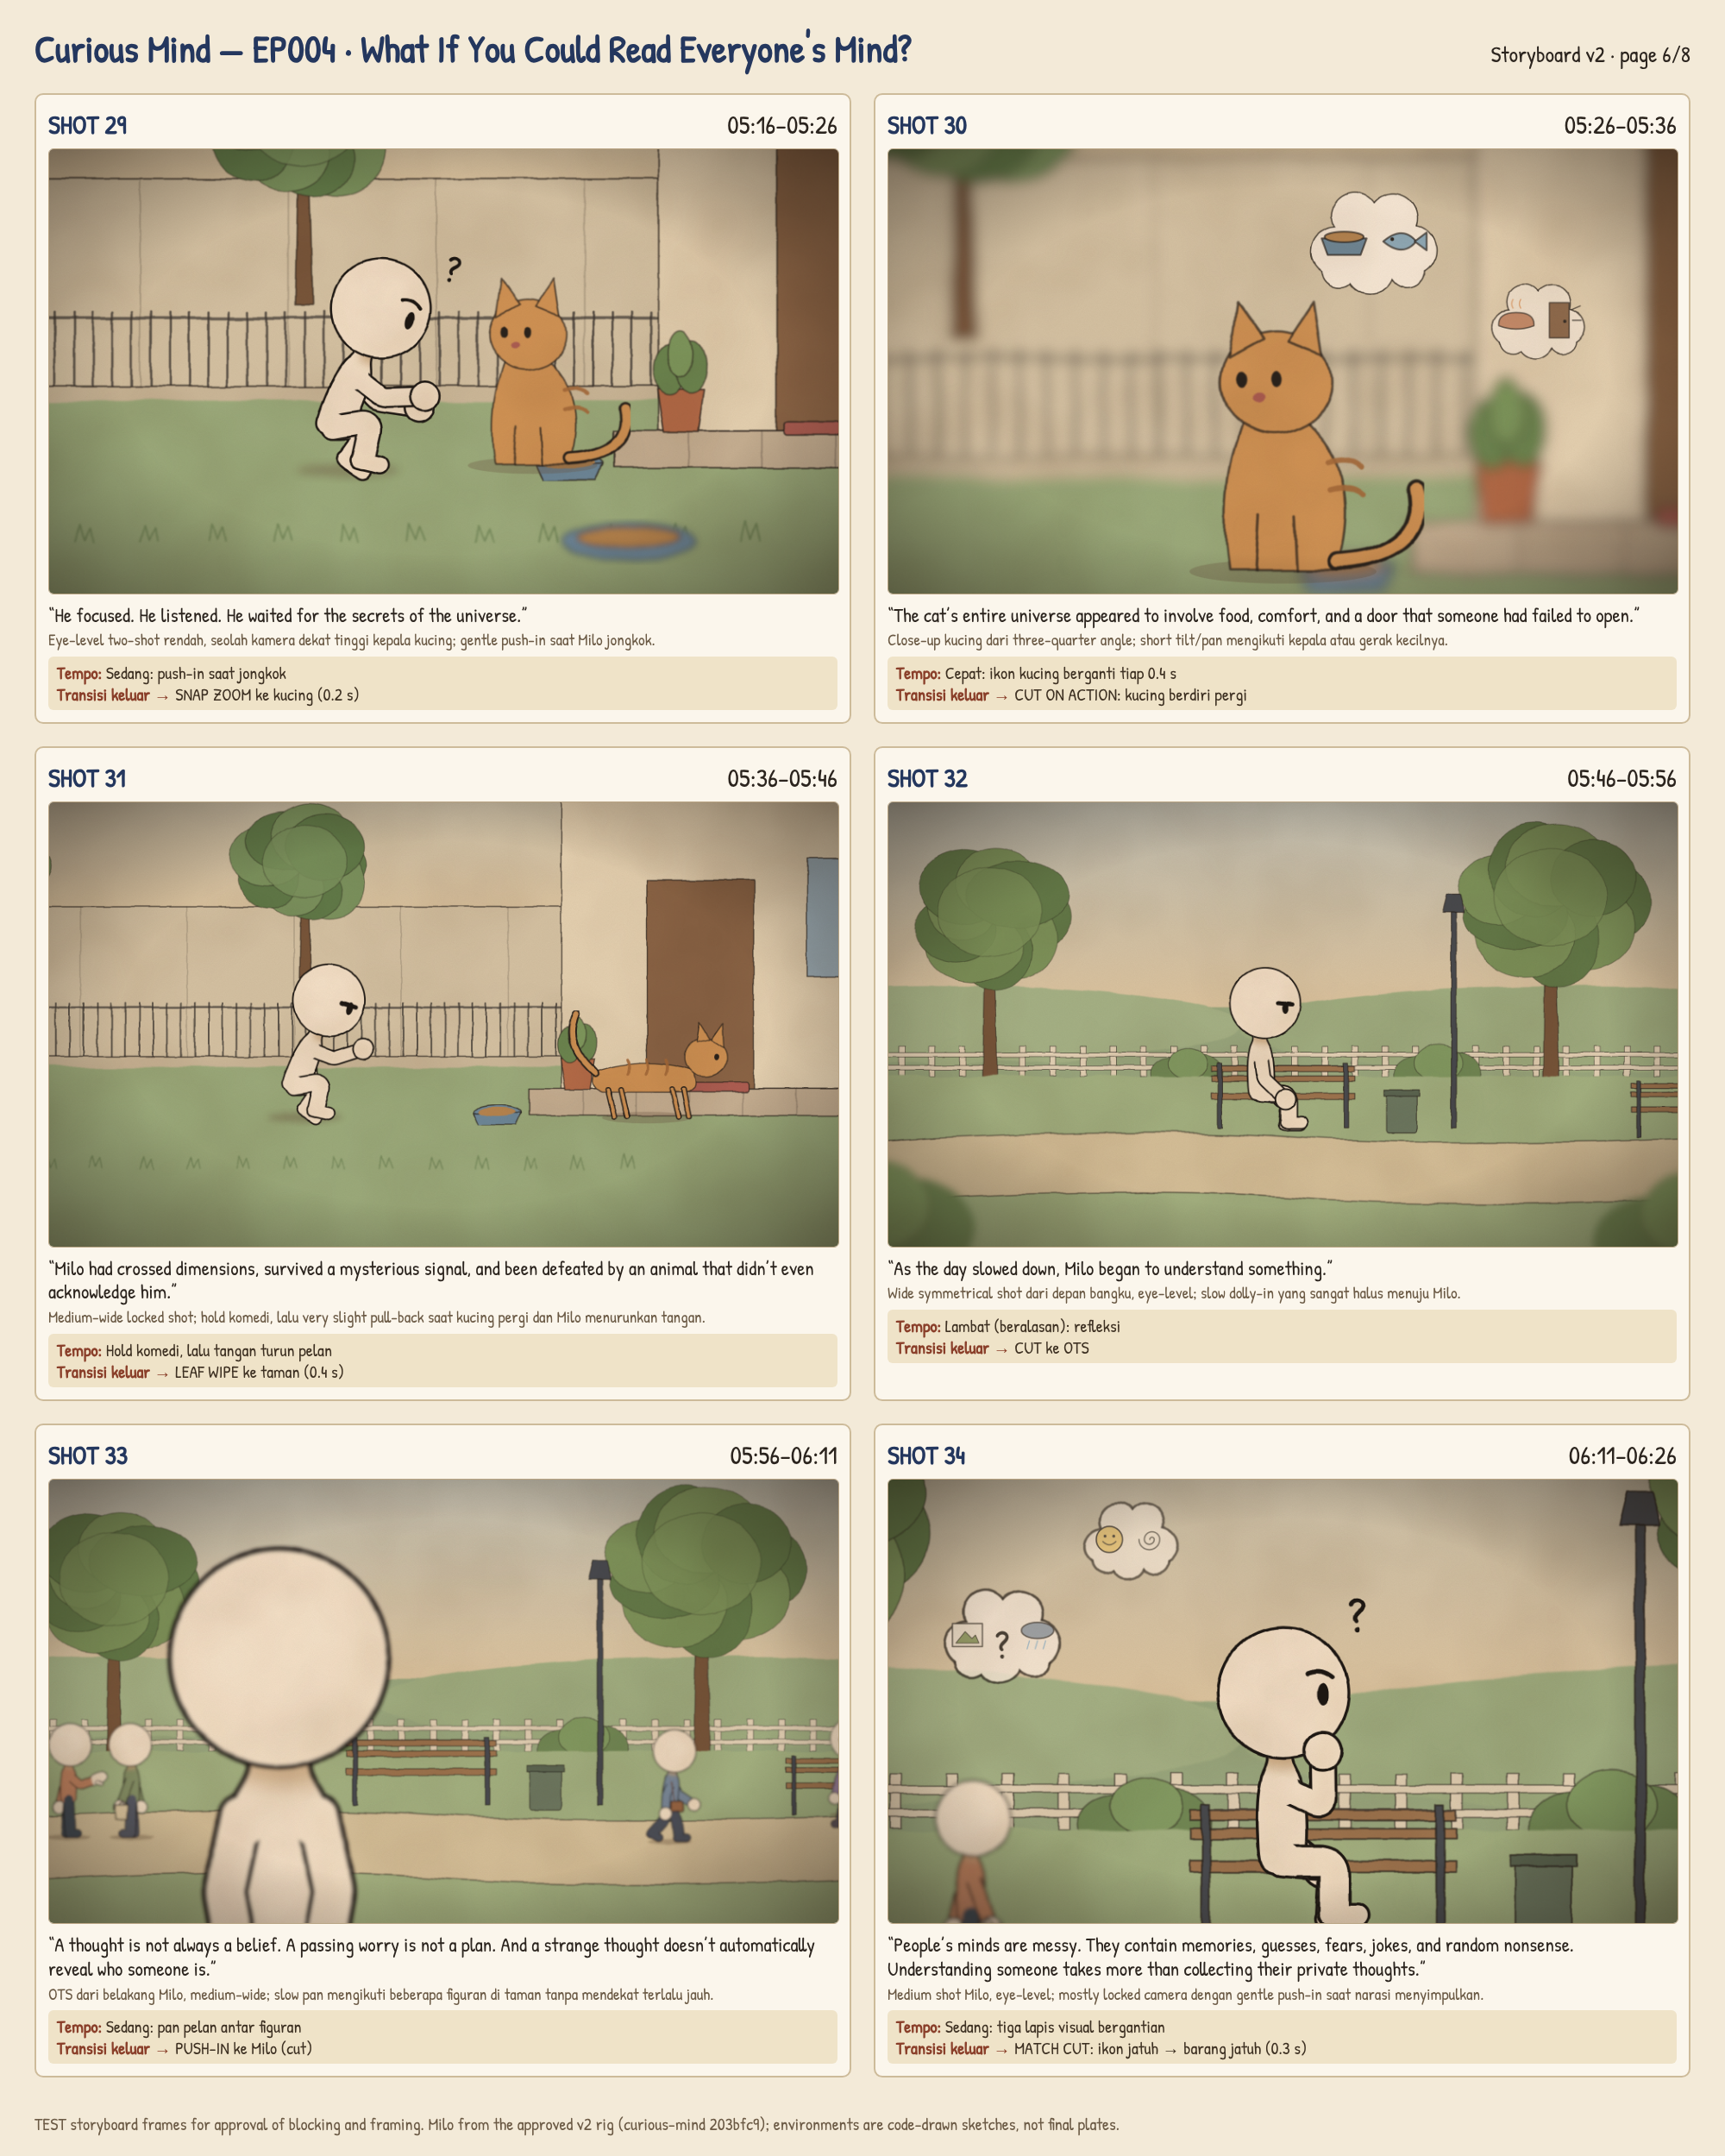 Curious Mind — EP004 · What If You Could Read Everyone's Mind?
Storyboard v2 · page 6/8
SHOT 29
05:16–05:26
?
“He focused. He listened. He waited for the secrets of the universe.”
Eye-level two-shot rendah, seolah kamera dekat tinggi kepala kucing; gentle push-in saat Milo jongkok.
Tempo: Sedang: push-in saat jongkok
Transisi keluar → SNAP ZOOM ke kucing (0.2 s)
SHOT 30
05:26–05:36
“The cat's entire universe appeared to involve food, comfort, and a door that someone had failed to open.”
Close-up kucing dari three-quarter angle; short tilt/pan mengikuti kepala atau gerak kecilnya.
Tempo: Cepat: ikon kucing berganti tiap 0.4 s
Transisi keluar → CUT ON ACTION: kucing berdiri pergi
SHOT 31
05:36–05:46
“Milo had crossed dimensions, survived a mysterious signal, and been defeated by an animal that didn't even
acknowledge him.”
Medium-wide locked shot; hold komedi, lalu very slight pull-back saat kucing pergi dan Milo menurunkan tangan.
Tempo: Hold komedi, lalu tangan turun pelan
Transisi keluar → LEAF WIPE ke taman (0.4 s)
SHOT 32
05:46–05:56
“As the day slowed down, Milo began to understand something.”
Wide symmetrical shot dari depan bangku, eye-level; slow dolly-in yang sangat halus menuju Milo.
Tempo: Lambat (beralasan): refleksi
Transisi keluar → CUT ke OTS
SHOT 33
05:56–06:11
“A thought is not always a belief. A passing worry is not a plan. And a strange thought doesn't automatically
reveal who someone is.”
OTS dari belakang Milo, medium-wide; slow pan mengikuti beberapa figuran di taman tanpa mendekat terlalu jauh.
Tempo: Sedang: pan pelan antar figuran
Transisi keluar → PUSH-IN ke Milo (cut)
SHOT 34
06:11–06:26
?
?
“People's minds are messy. They contain memories, guesses, fears, jokes, and random nonsense.
Understanding someone takes more than collecting their private thoughts.”
Medium shot Milo, eye-level; mostly locked camera dengan gentle push-in saat narasi menyimpulkan.
Tempo: Sedang: tiga lapis visual bergantian
Transisi keluar → MATCH CUT: ikon jatuh → barang jatuh (0.3 s)
TEST storyboard frames for approval of blocking and framing. Milo from the approved v2 rig (curious-mind 203bfc9); environments are code-drawn sketches, not final plates.